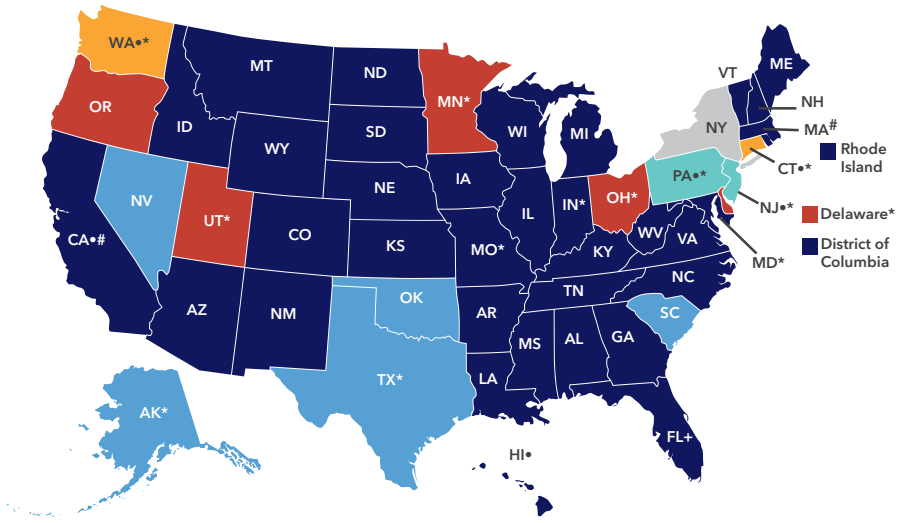 WA•*
MT
ND
MN*
VT
ME
OR
ID
SD
WI
MI
NY
NH
MA#
Rhode
Island
WY
IA
NE
PA•*
CT•*
NV
UT*
CO
IL
IN*
OH*
NJ•*
Delaware*
CA•#
KS
MO*
KY
WV
VA
MD*
District of
Columbia
AZ
NM
OK
AR
TN
NC
SC
MS
AL
GA
TX*
LA
AK*
FL+
HI•